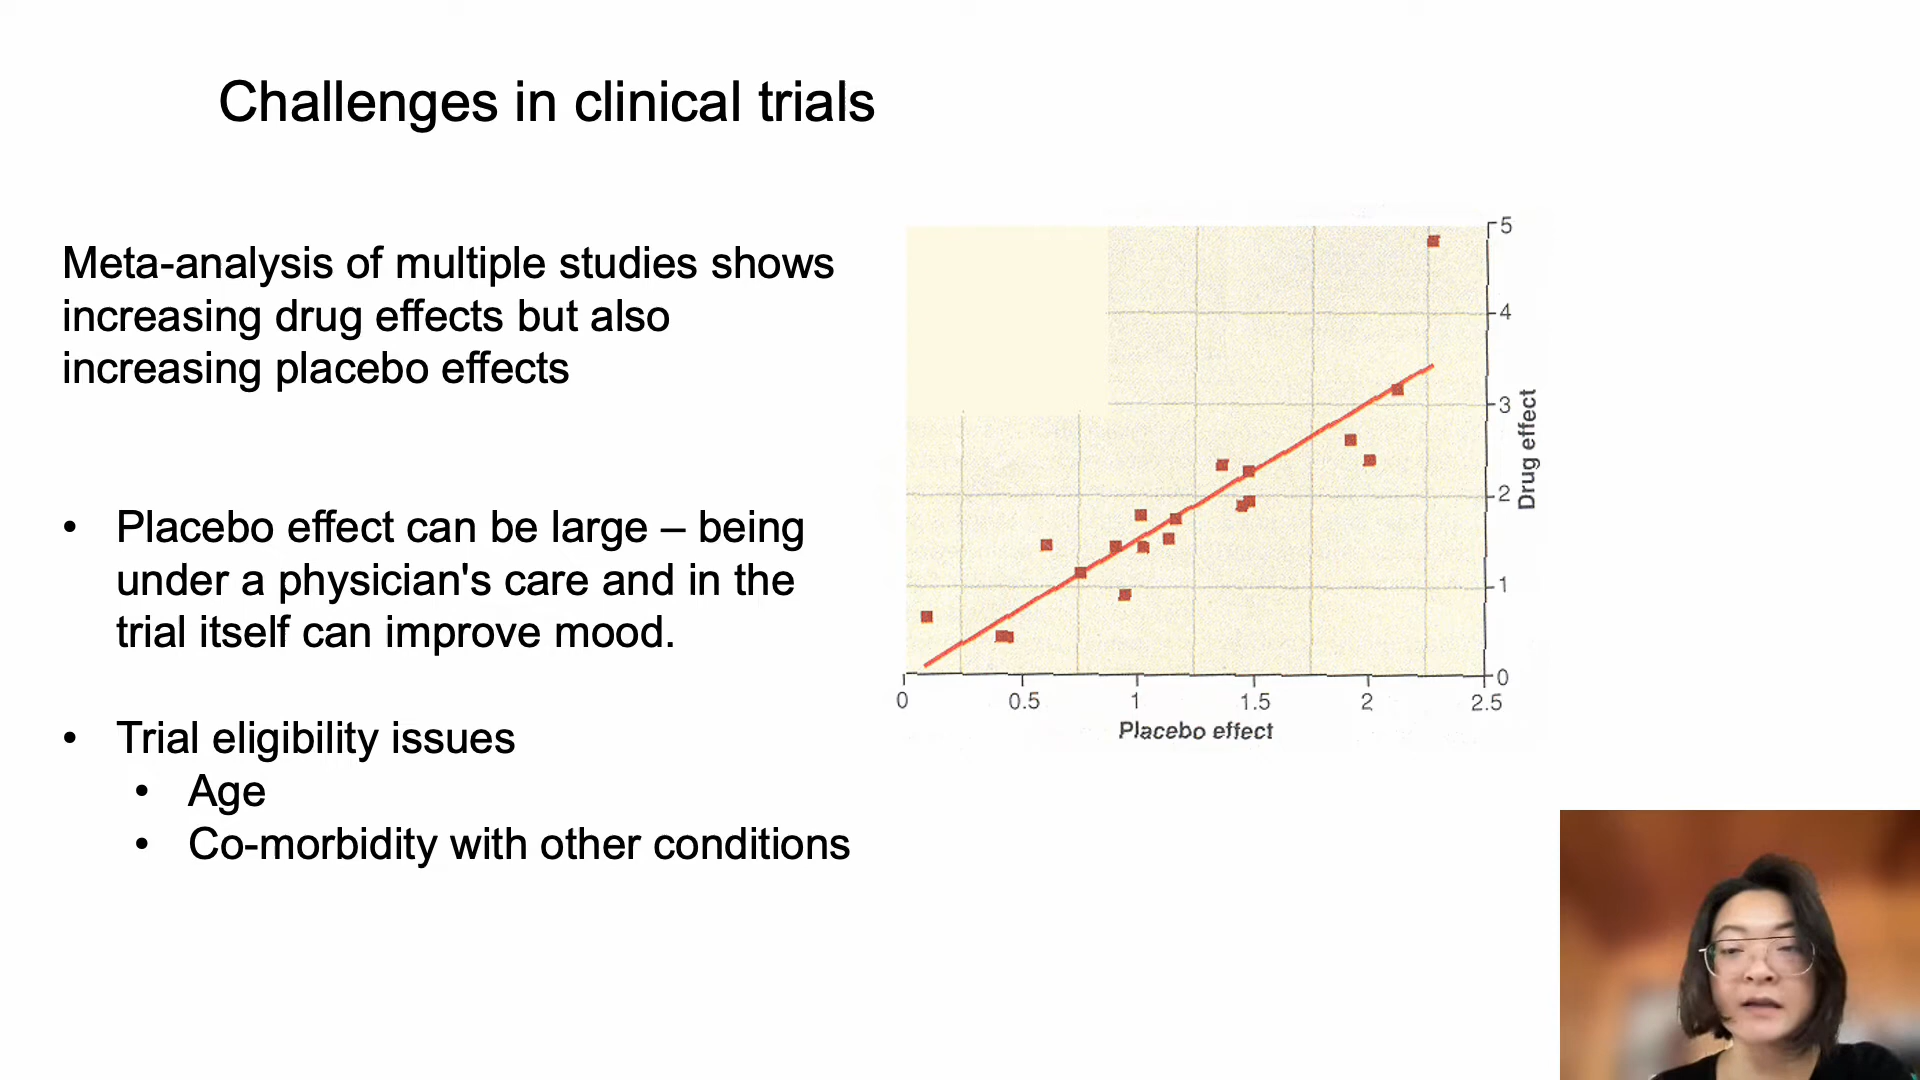 Challenges in clinical trials
Meta-analysis of multiple studies shows
increasing drug effects but also
increasing placebo effects
• Placebo effect can be large – being
under a physician's care and in the
trial itself can improve mood.
• Trial eligibility issues
• Age
• Co-morbidity with other conditions
5
4
3
2
1
0
Drug effect
0 0.5 1 1.5 2 2.5
Placebo effect